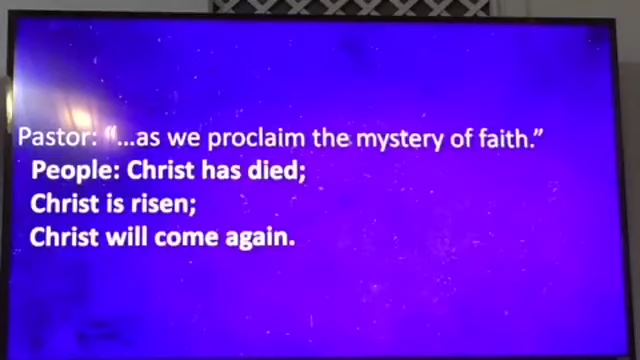 Pastor: “...as we proclaim the mystery of faith.”
People: Christ has died;
Christ is risen;
Christ will come again.